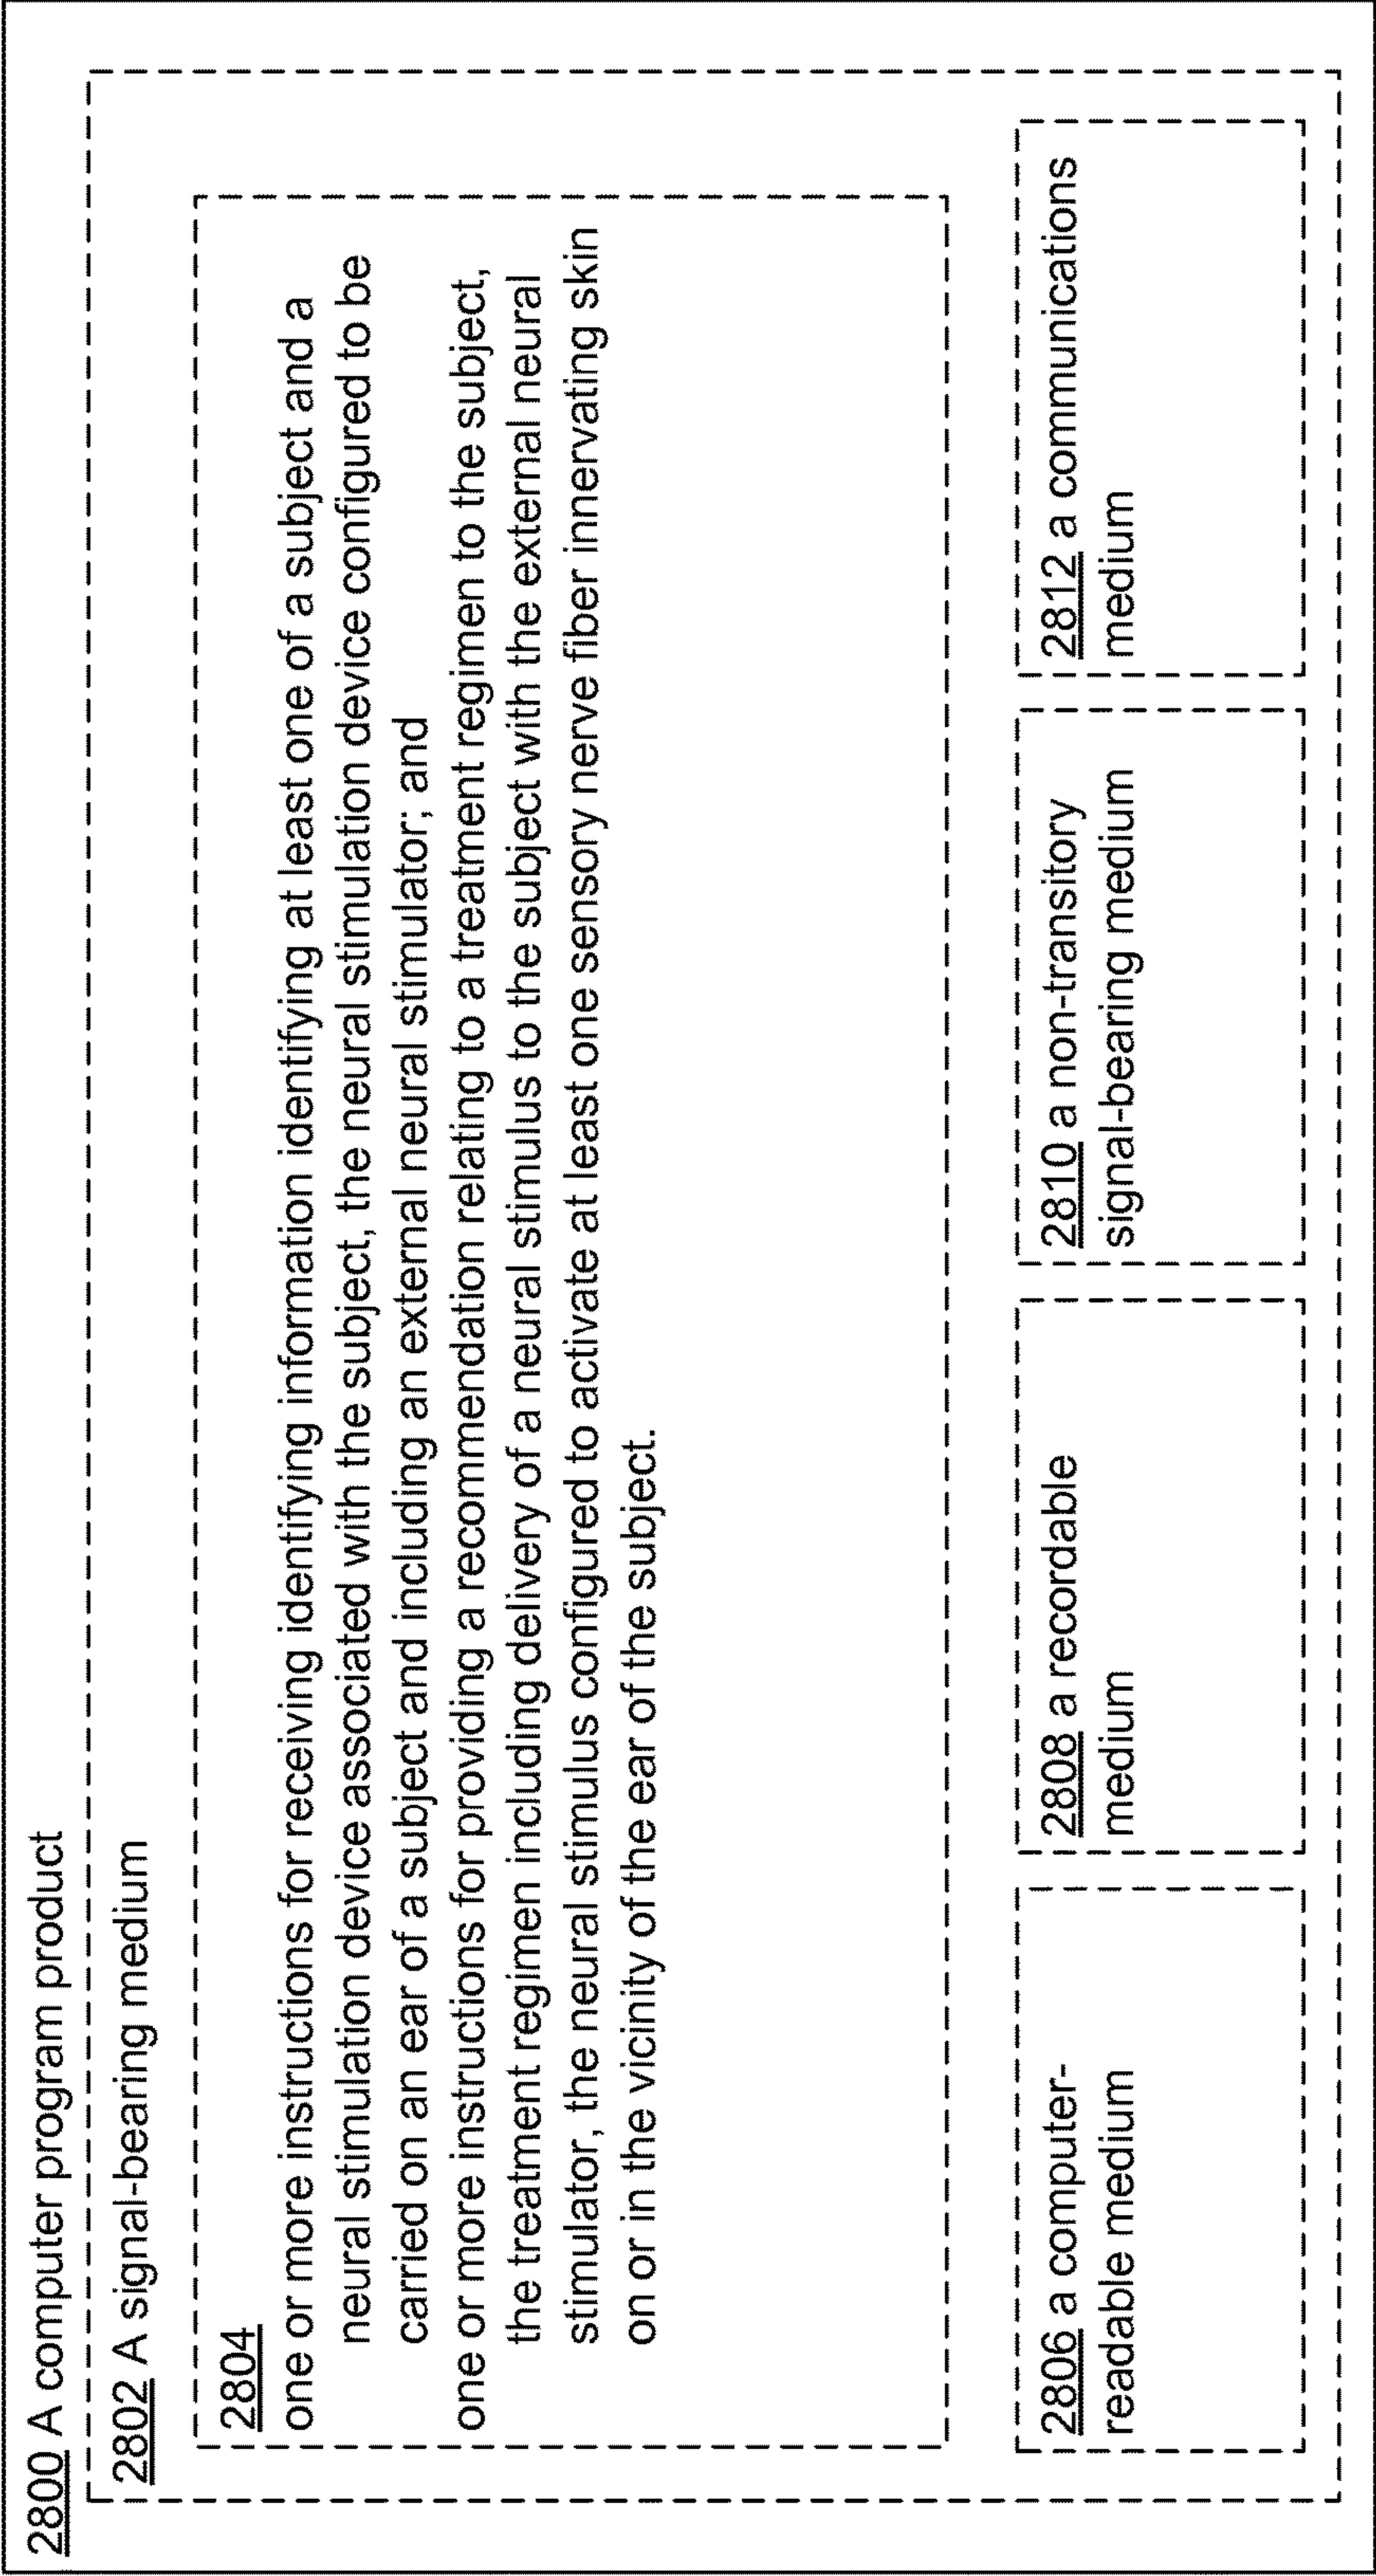 2800 A computer program product
2802 A signal-bearing medium
2804
one or more instructions for receiving identifying information identifying at least one of a subject and a
neural stimulation device associated with the subject, the neural stimulation device configured to be
carried on an ear of a subject and including an external neural stimulator; and
one or more instructions for providing a recommendation relating to a treatment regimen to the subject,
the treatment regimen including delivery of a neural stimulus to the subject with the external neural
stimulator, the neural stimulus configured to activate at least one sensory nerve fiber innervating skin
on or in the vicinity of the ear of the subject.
2806 a computer-
readable medium
2808 a recordable
medium
2810 a non-transitory
signal-bearing medium
2812 a communications
medium